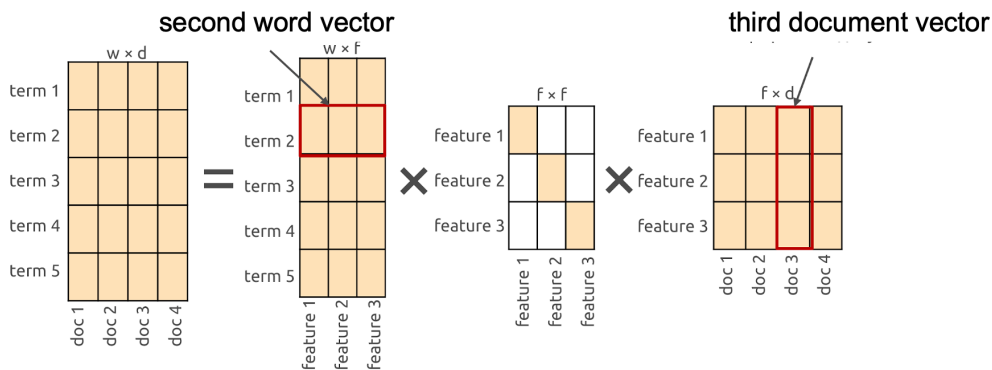 second word vector
third document vector
w × d
w × f
f × f
f × d
term 1
term 2
term 3
term 4
term 5
doc 1
doc 2
doc 3
doc 4
=
term 1
term 2
term 3
term 4
term 5
feature 1
feature 2
feature 3
×
feature 1
feature 2
feature 3
feature 1
feature 2
feature 3
×
feature 1
feature 2
feature 3
doc 1
doc 2
doc 3
doc 4